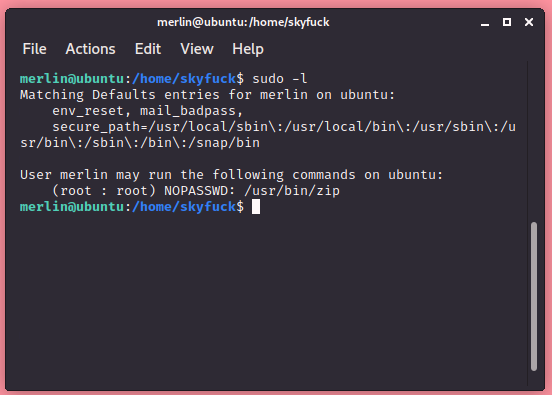 merlin@ubuntu:/home/skyfuck
File Actions Edit View Help
merlin@ubuntu:/home/skyfuck$ sudo -l
Matching Defaults entries for merlin on ubuntu:
    env_reset, mail_badpass,
    secure_path=/usr/local/sbin\:/usr/local/bin\:/usr/sbin\:/u
sr/bin\:/sbin\:/bin\:/snap/bin
User merlin may run the following commands on ubuntu:
    (root : root) NOPASSWD: /usr/bin/zip
merlin@ubuntu:/home/skyfuck$